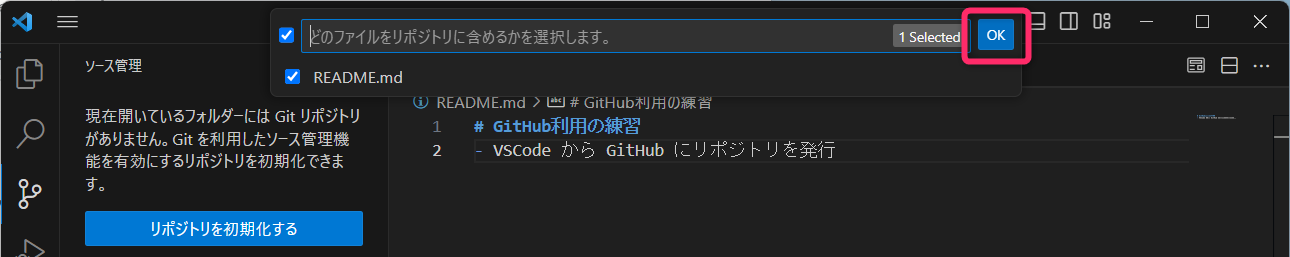 どのファイルをリポジトリに含めるかを選択します。
1 Selected
OK
README.md
ソース管理
現在開いているフォルダーには Git リポジトリ
がありません。Git を利用したソース管理機
能を有効にするリポジトリを初期化できま
す。
リポジトリを初期化する
README.md > # GitHub利用の練習
1 # GitHub利用の練習
2 - VSCode から GitHub にリポジトリを発行